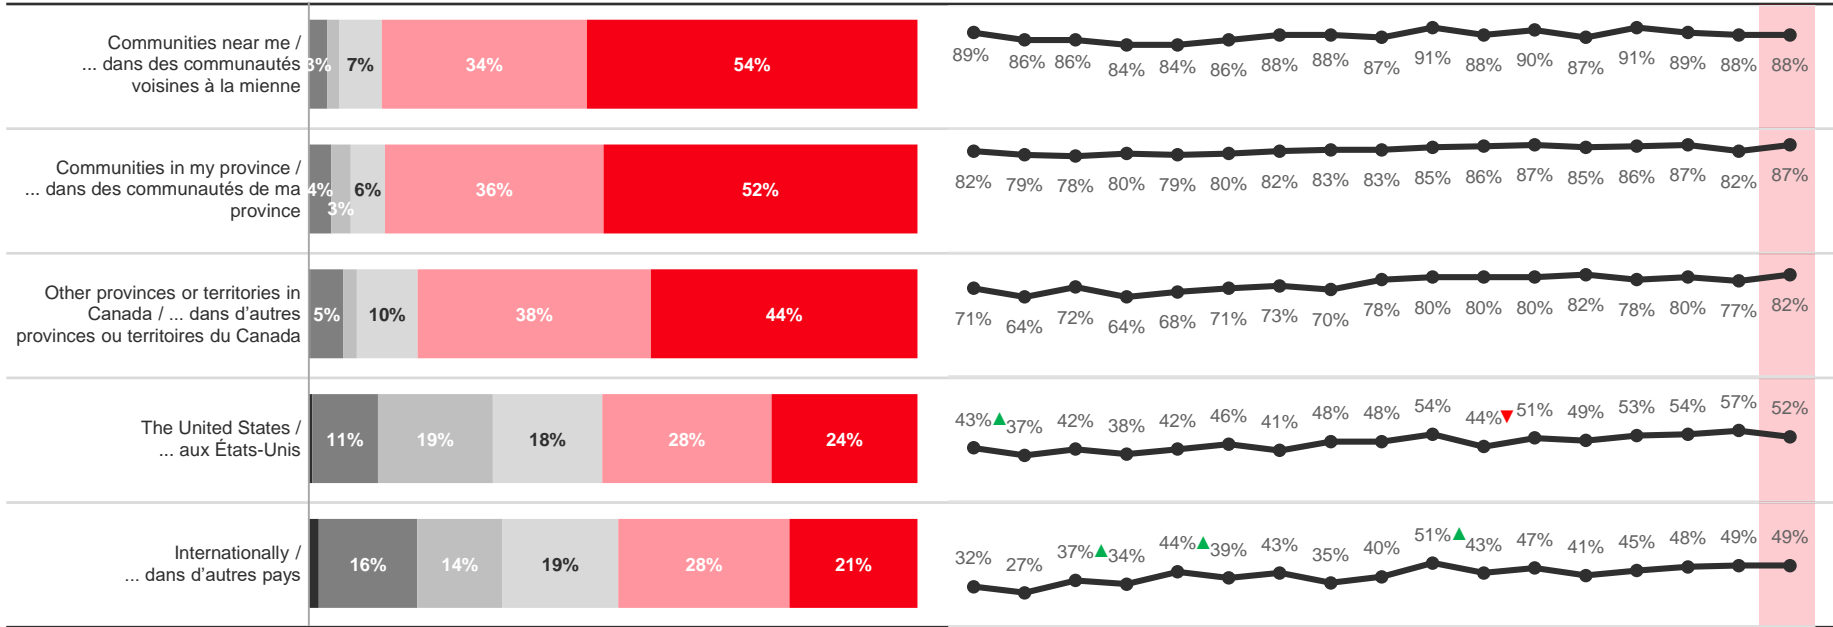 Communities near me /
... dans des communautés
voisines à la mienne
3% 7% 34% 54%
89% 86% 86% 84% 84% 86% 88% 88% 87% 91% 88% 90% 87% 91% 89% 88% 88%
Communities in my province /
... dans des communautés de ma
province
4% 3% 6% 36% 52%
82% 79% 78% 80% 79% 80% 82% 83% 83% 85% 86% 87% 85% 86% 87% 82% 87%
Other provinces or territories in
Canada / ... dans d'autres
provinces ou territoires du Canada
5% 10% 38% 44%
71% 64% 72% 64% 68% 71% 73% 70% 78% 80% 80% 80% 82% 78% 80% 77% 82%
The United States /
... aux États-Unis
11% 19% 18% 28% 24%
43% 37% 42% 38% 42% 46% 41% 48% 48% 54% 44% 51% 49% 53% 54% 57% 52%
Internationally /
... dans d'autres pays
16% 14% 19% 28% 21%
32% 27% 37% 34% 44% 39% 43% 35% 40% 51% 43% 47% 41% 45% 48% 49% 49%